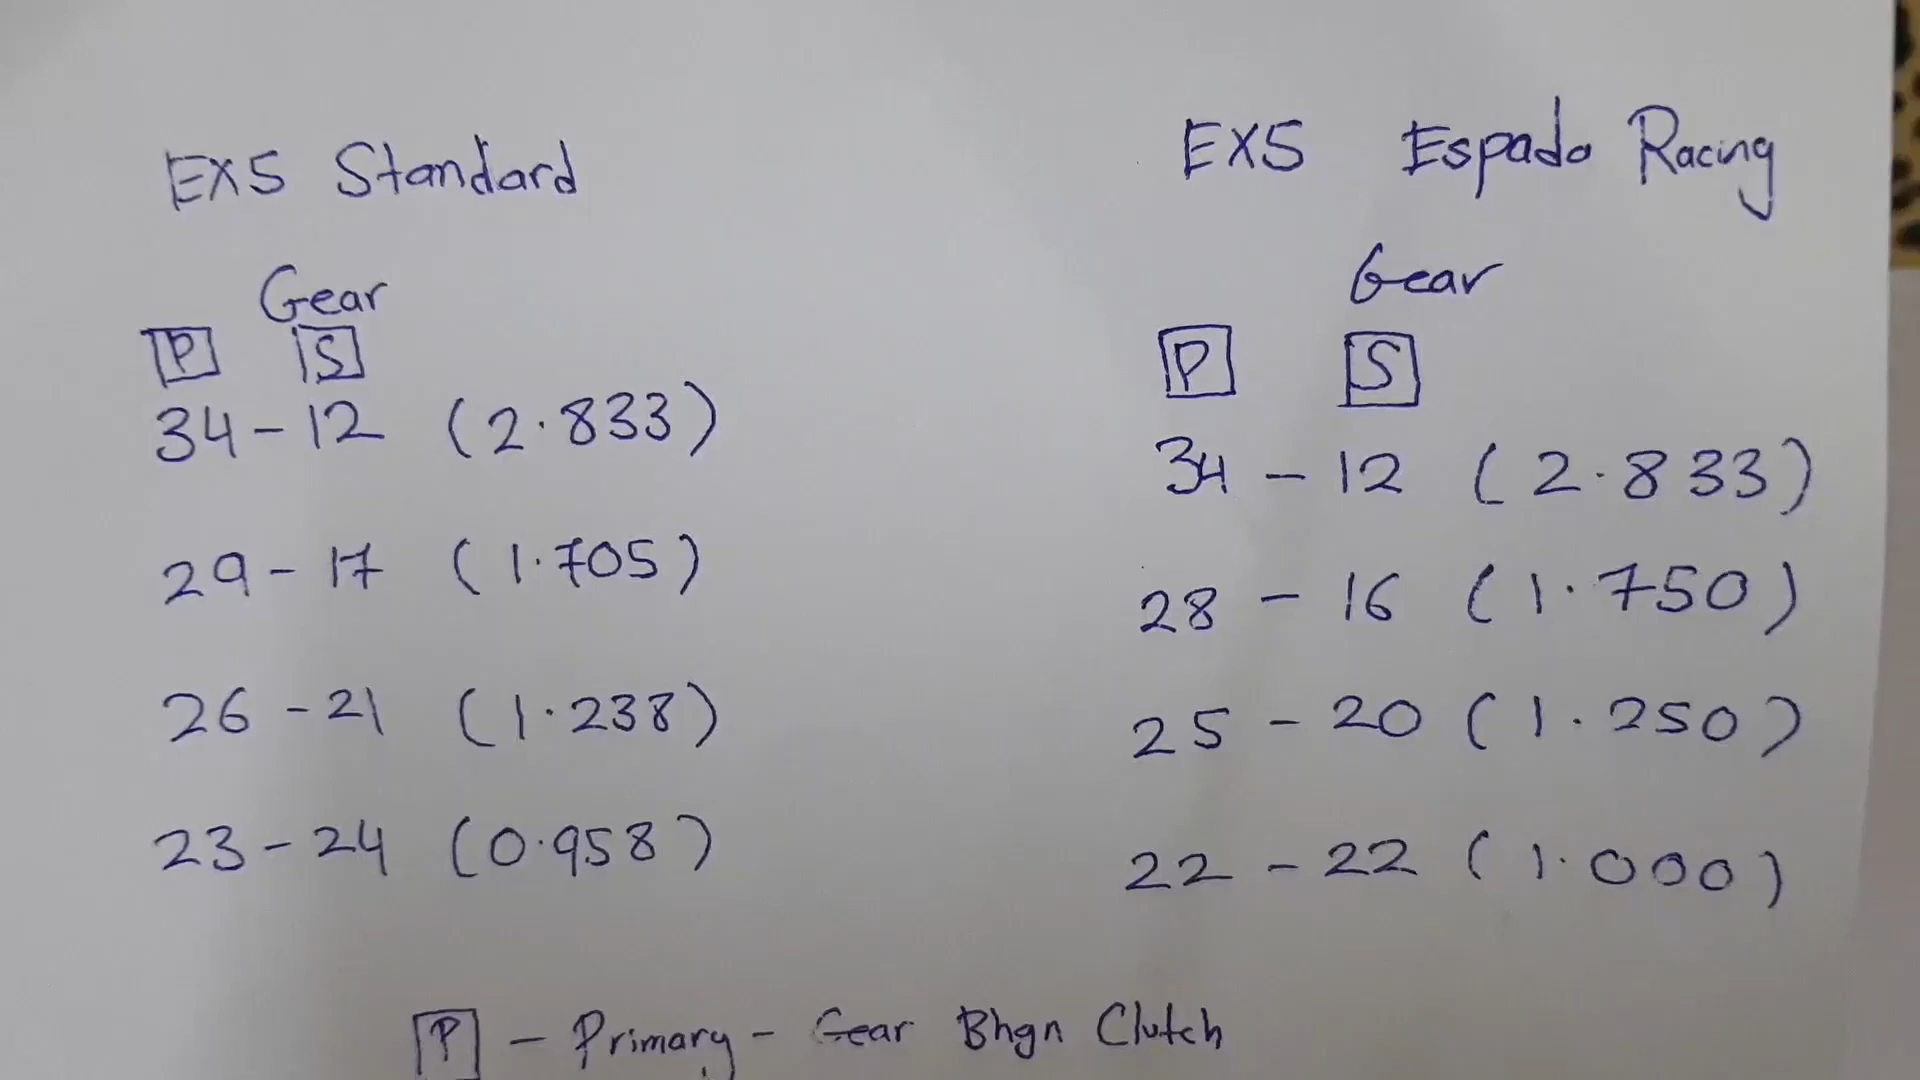 EX5 Standard
Gear
P S
34 - 12 (2.833)
29 - 17 (1.705)
26 - 21 (1.238)
23 - 24 (0.958)
EX5 Espada Racing
Gear
P S
34 - 12 (2.833)
28 - 16 (1.750)
25 - 20 (1.250)
22 - 22 (1.000)
P - Primary - Gear Bhgn Clutch